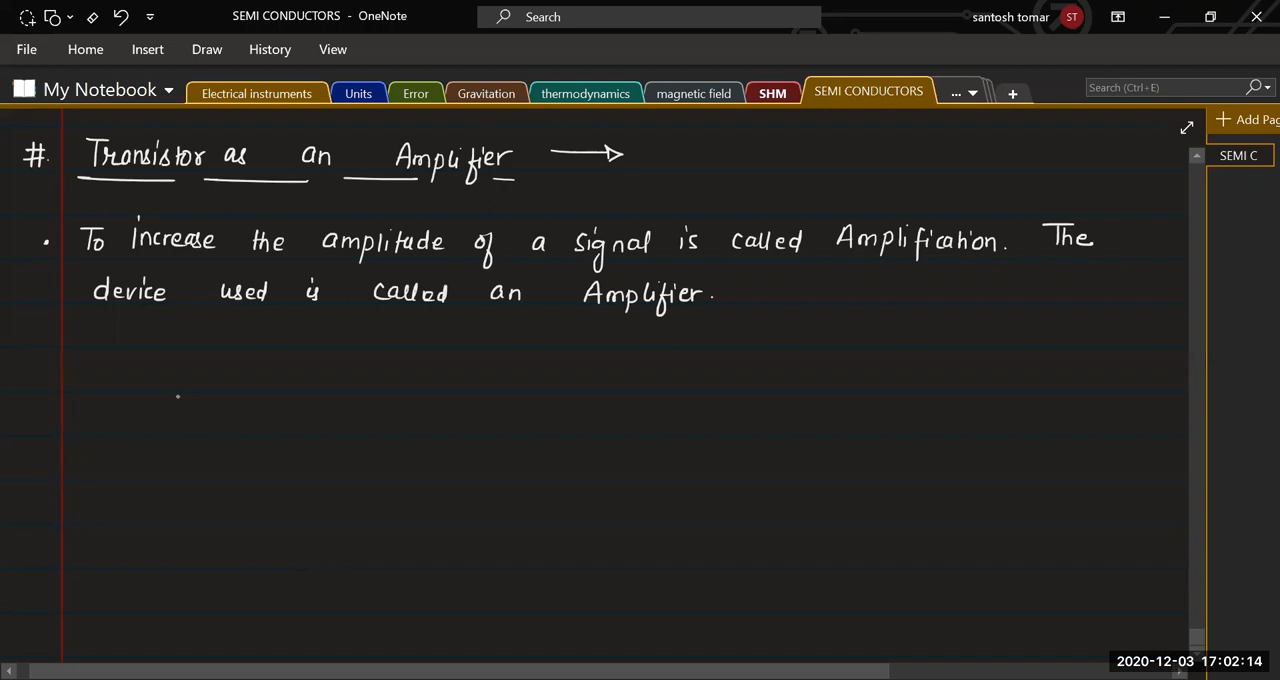 SEMI CONDUCTORS - OneNote
Search
santosh tomar
ST
File Home Insert Draw History View
My Notebook
Electrical instruments Units Error Gravitation thermodynamics magnetic field SHM SEMI CONDUCTORS ... +
Search (Ctrl+E)
+ Add Pag
SEMI C
#. Transistor as an Amplifier →
• To increase the amplitude of a signal is called Amplification. The
device used is called an Amplifier.
2020-12-03 17:02:14